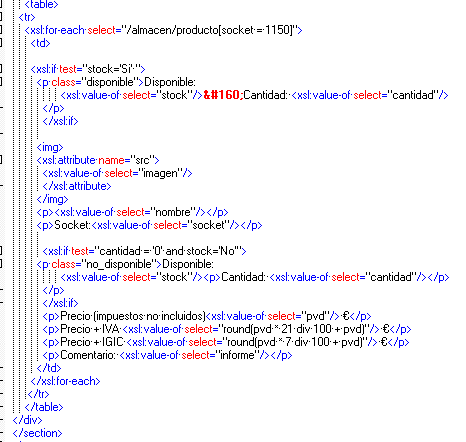 <table>
<tr>
<xsl:for-each select="/almacen/producto[socket = 1150]">
<td>
<xsl:if test="stock='Si' ">
<p class="disponible">Disponible:
<xsl:value-of select="stock"/>&#160;Cantidad: <xsl:value-of select="cantidad"/>
</p>
</xsl:if>
<img>
<xsl:attribute name="src">
<xsl:value-of select="imagen"/>
</xsl:attribute>
</img>
<p><xsl:value-of select="nombre"/></p>
<p>Socket:<xsl:value-of select="socket"/></p>
<xsl:if test="cantidad = '0' and stock='No'">
<p class="no_disponible">Disponible:
<xsl:value-of select="stock"/><p>Cantidad: <xsl:value-of select="cantidad"/></p>
</p>
</xsl:if>
<p>Precio (impuestos no incluidos)<xsl:value-of select="pvd"/> €</p>
<p>Precio + IVA <xsl:value-of select="round(pvd * 21 div 100 + pvd)"/> €</p>
<p>Precio + IGIC <xsl:value-of select="round(pvd * 7 div 100 + pvd)"/> €</p>
<p>Comentario: <xsl:value-of select="informe"/></p>
</td>
</xsl:for-each>
</tr>
</table>
</div>
</section>